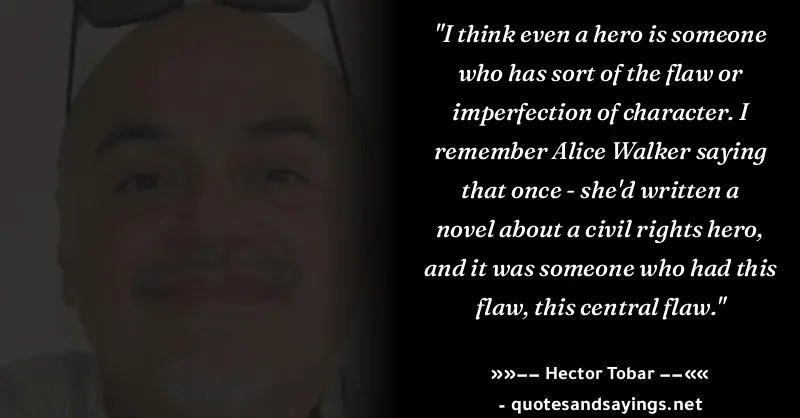 "I think even a hero is someone
who has sort of the flaw or
imperfection of character. I
remember Alice Walker saying
that once - she'd written a
novel about a civil rights hero,
and it was someone who had this
flaw, this central flaw."
»»−− Hector Tobar −−««
- quotesandsayings.net